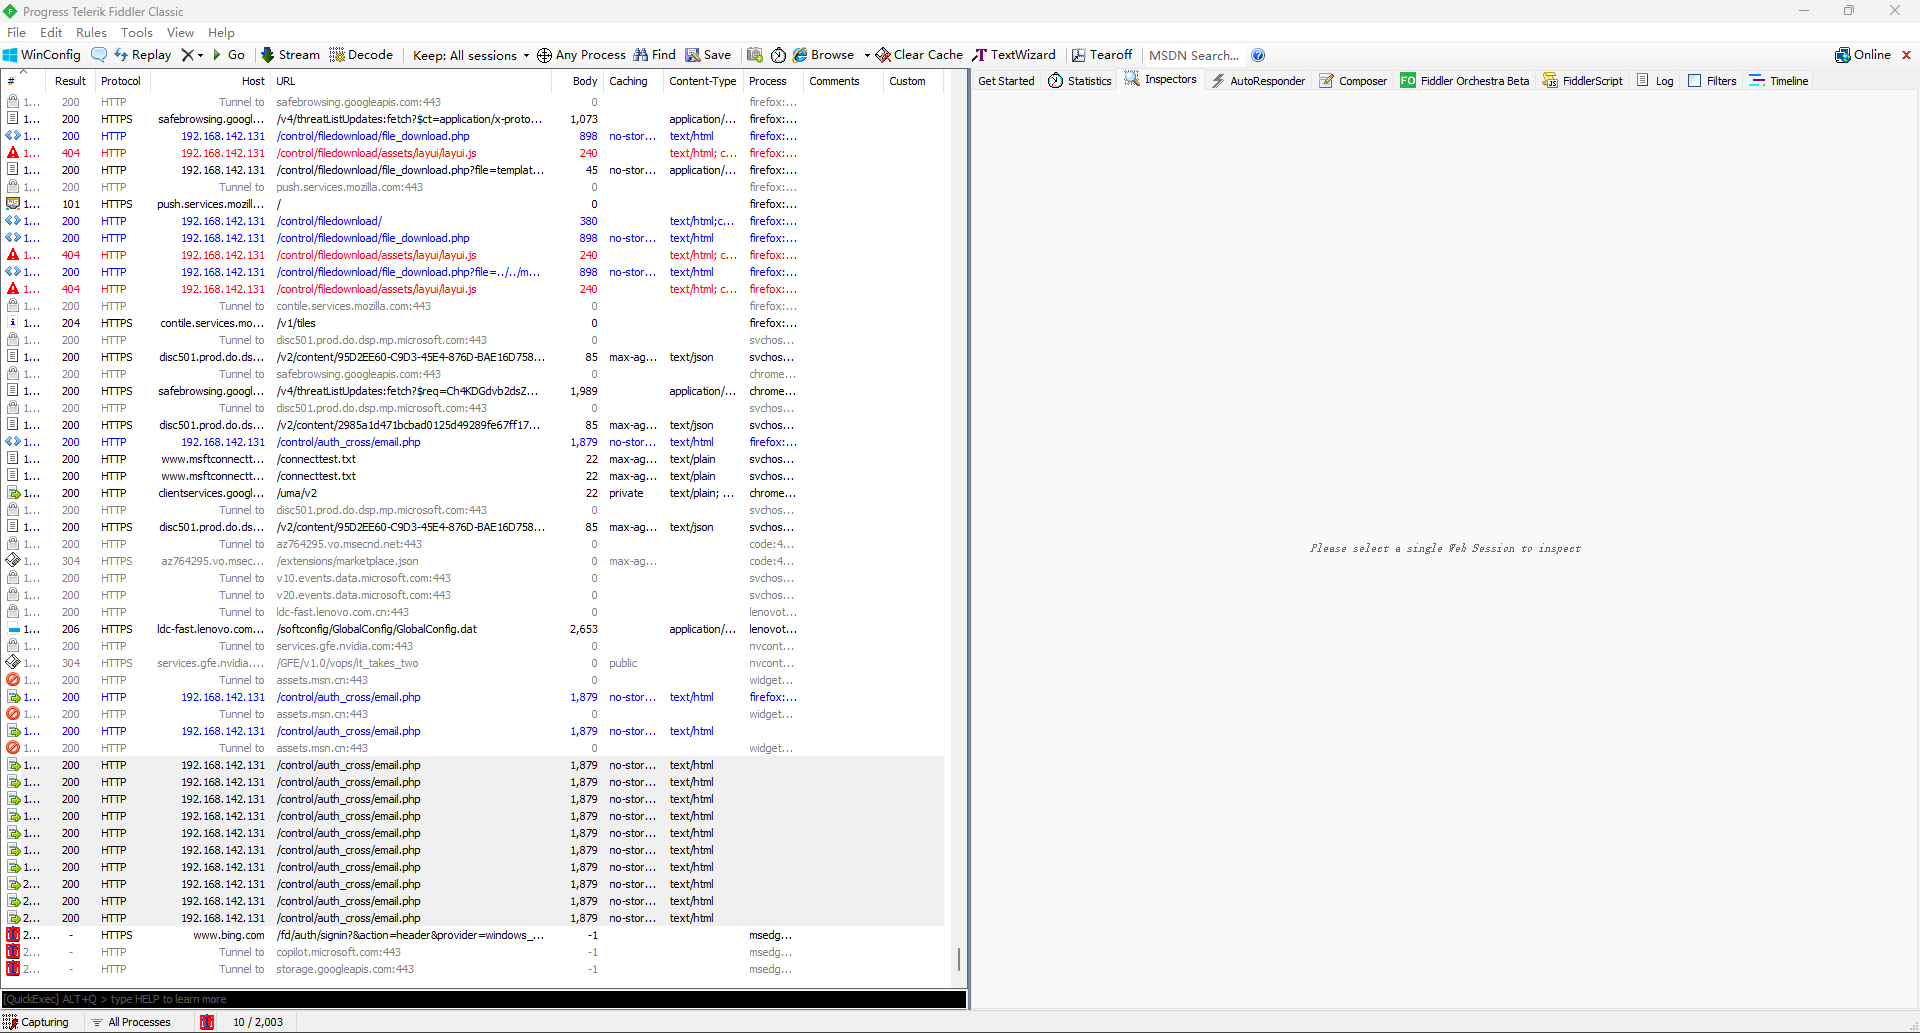 Progress Telerik Fiddler Classic
File Edit Rules Tools View Help
WinConfig Replay Go Stream Decode Keep: All sessions Any Process Find Save Browse Clear Cache TextWizard Tearoff MSDN Search... Online
# Result Protocol Host URL Body Caching Content-Type Process Comments Custom
Get Started Statistics Inspectors AutoResponder Composer FO Fiddler Orchestra Beta FiddlerScript Log Filters Timeline
1... 200 HTTP Tunnel to safebrowsing.googleapis.com:443 0 firefox:...
1... 200 HTTPS safebrowsing.googl... /v4/threatListUpdates:fetch?$ct=application/x-proto... 1,073 application/... firefox:...
1... 200 HTTP 192.168.142.131 /control/filedownload/file_download.php 898 no-stor... text/html firefox:...
1... 404 HTTP 192.168.142.131 /control/filedownload/assets/layui/layui.js 240 text/html; c... firefox:...
1... 200 HTTP 192.168.142.131 /control/filedownload/file_download.php?file=templat... 45 no-stor... application/... firefox:...
1... 200 HTTP Tunnel to push.services.mozilla.com:443 0 firefox:...
1... 101 HTTPS push.services.mozill... / 0 firefox:...
1... 200 HTTP 192.168.142.131 /control/filedownload/ 380 text/html;c... firefox:...
1... 200 HTTP 192.168.142.131 /control/filedownload/file_download.php 898 no-stor... text/html firefox:...
1... 404 HTTP 192.168.142.131 /control/filedownload/assets/layui/layui.js 240 text/html; c... firefox:...
1... 200 HTTP 192.168.142.131 /control/filedownload/file_download.php?file=../../m... 898 no-stor... text/html firefox:...
1... 404 HTTP 192.168.142.131 /control/filedownload/assets/layui/layui.js 240 text/html; c... firefox:...
1... 200 HTTP Tunnel to contile.services.mozilla.com:443 0 firefox:...
1... 204 HTTPS contile.services.mo... /v1/tiles 0 firefox:...
1... 200 HTTP Tunnel to disc501.prod.do.dsp.mp.microsoft.com:443 0 svchos...
1... 200 HTTPS disc501.prod.do.ds... /v2/content/95D2EE60-C9D3-45E4-876D-BAE16D758... 85 max-ag... text/json svchos...
1... 200 HTTP Tunnel to safebrowsing.googleapis.com:443 0 chrome...
1... 200 HTTPS safebrowsing.googl... /v4/threatListUpdates:fetch?$req=Ch4KDGdvb2dsZ... 1,989 application/... chrome...
1... 200 HTTP Tunnel to disc501.prod.do.dsp.mp.microsoft.com:443 0 svchos...
1... 200 HTTPS disc501.prod.do.ds... /v2/content/2985a1d471bcbad0125d49289fe67ff17... 85 max-ag... text/json svchos...
1... 200 HTTP 192.168.142.131 /control/auth_cross/email.php 1,879 no-stor... text/html firefox:...
1... 200 HTTP www.msftconnectt... /connecttest.txt 22 max-ag... text/plain svchos...
1... 200 HTTP www.msftconnectt... /connecttest.txt 22 max-ag... text/plain svchos...
1... 200 HTTP clientservices.googl... /uma/v2 22 private text/plain; ... chrome...
1... 200 HTTP Tunnel to disc501.prod.do.dsp.mp.microsoft.com:443 0 svchos...
1... 200 HTTPS disc501.prod.do.ds... /v2/content/95D2EE60-C9D3-45E4-876D-BAE16D758... 85 max-ag... text/json svchos...
1... 200 HTTP Tunnel to az764295.vo.msecnd.net:443 0 code:4...
1... 304 HTTPS az764295.vo.msec... /extensions/marketplace.json 0 max-ag... code:4...
1... 200 HTTP Tunnel to v10.events.data.microsoft.com:443 0 svchos...
1... 200 HTTP Tunnel to v20.events.data.microsoft.com:443 0 svchos...
1... 200 HTTP Tunnel to ldc-fast.lenovo.com.cn:443 0 lenovot...
1... 206 HTTPS ldc-fast.lenovo.com... /softconfig/GlobalConfig/GlobalConfig.dat 2,653 application/... lenovot...
1... 200 HTTP Tunnel to services.gfe.nvidia.com:443 0 nvcont...
1... 304 HTTPS services.gfe.nvidia.... /GFE/v1.0/vops/it_takes_two 0 public nvcont...
1... 200 HTTP Tunnel to assets.msn.cn:443 0 widget...
1... 200 HTTP 192.168.142.131 /control/auth_cross/email.php 1,879 no-stor... text/html firefox:...
1... 200 HTTP Tunnel to assets.msn.cn:443 0 widget...
1... 200 HTTP 192.168.142.131 /control/auth_cross/email.php 1,879 no-stor... text/html
1... 200 HTTP Tunnel to assets.msn.cn:443 0 widget...
1... 200 HTTP 192.168.142.131 /control/auth_cross/email.php 1,879 no-stor... text/html
1... 200 HTTP 192.168.142.131 /control/auth_cross/email.php 1,879 no-stor... text/html
1... 200 HTTP 192.168.142.131 /control/auth_cross/email.php 1,879 no-stor... text/html
1... 200 HTTP 192.168.142.131 /control/auth_cross/email.php 1,879 no-stor... text/html
1... 200 HTTP 192.168.142.131 /control/auth_cross/email.php 1,879 no-stor... text/html
1... 200 HTTP 192.168.142.131 /control/auth_cross/email.php 1,879 no-stor... text/html
1... 200 HTTP 192.168.142.131 /control/auth_cross/email.php 1,879 no-stor... text/html
2... 200 HTTP 192.168.142.131 /control/auth_cross/email.php 1,879 no-stor... text/html
2... 200 HTTP 192.168.142.131 /control/auth_cross/email.php 1,879 no-stor... text/html
2... 200 HTTP 192.168.142.131 /control/auth_cross/email.php 1,879 no-stor... text/html
2... - HTTPS www.bing.com /fd/auth/signin?&action=header&provider=windows_... -1 msedg...
2... - HTTP Tunnel to copilot.microsoft.com:443 -1 msedg...
2... - HTTP Tunnel to storage.googleapis.com:443 -1 msedg...
Please select a single Web Session to inspect
[QuickExec] ALT+Q > type HELP to learn more
Capturing All Processes 10 / 2,003